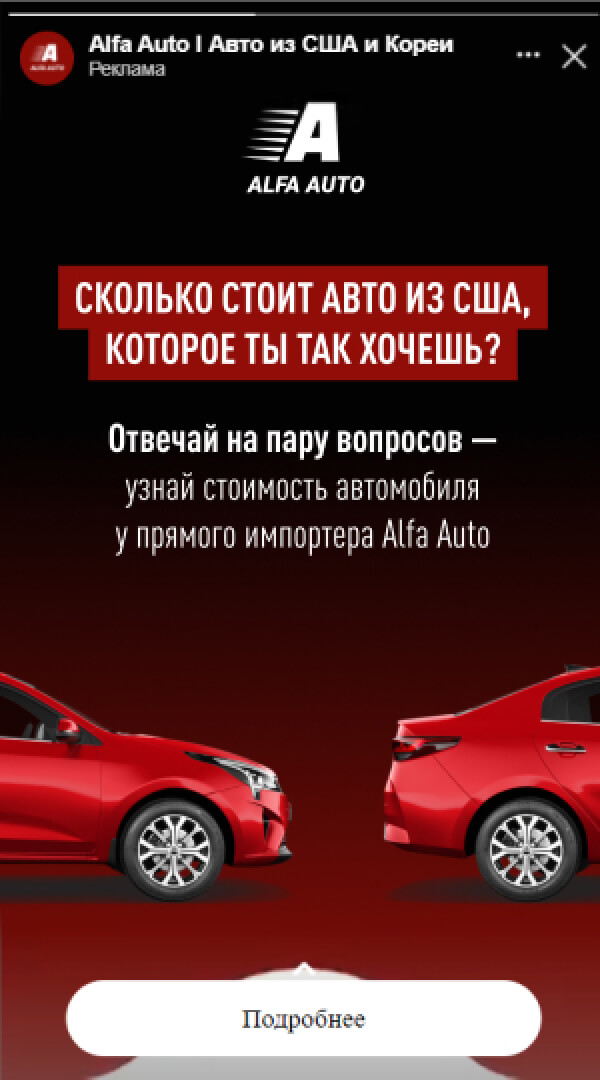 Alfa Auto I Авто из США и Кореи
Реклама
A
ALFA AUTO
СКОЛЬКО СТОИТ АВТО ИЗ США,
КОТОРОЕ ТЫ ТАК ХОЧЕШЬ?
Отвечай на пару вопросов —
узнай стоимость автомобиля
у прямого импортера Alfa Auto
Подробнее